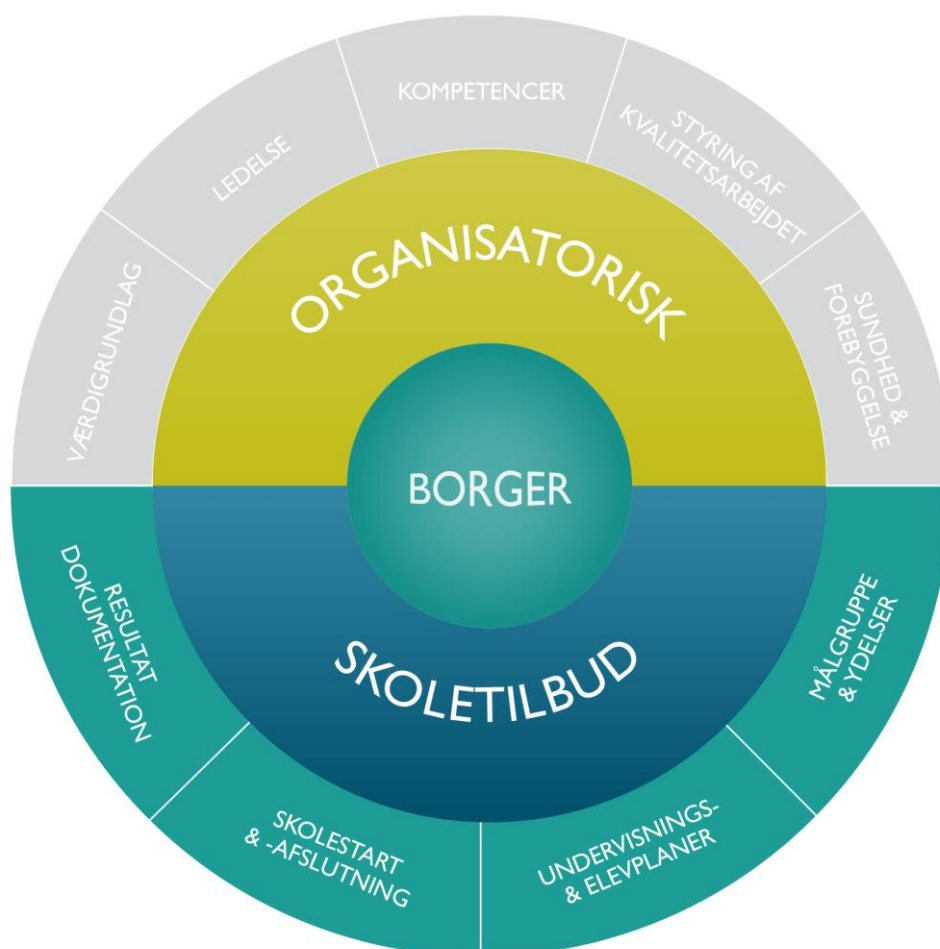 VÆRDIGRUNDLAG
LEDELSE
KOMPETENCER
STYRING AF
KVALITETSARBEJDET
SUNDHED &
FOREBYGGELSE
ORGANISATORISK
BORGER
SKOLETILBUD
MÅLGRUPPE
& YDELSER
UNDERVISNINGS-
& ELEVPLANER
SKOLESTART
& -AFSLUTNING
RESULTAT
DOKUMENTATION